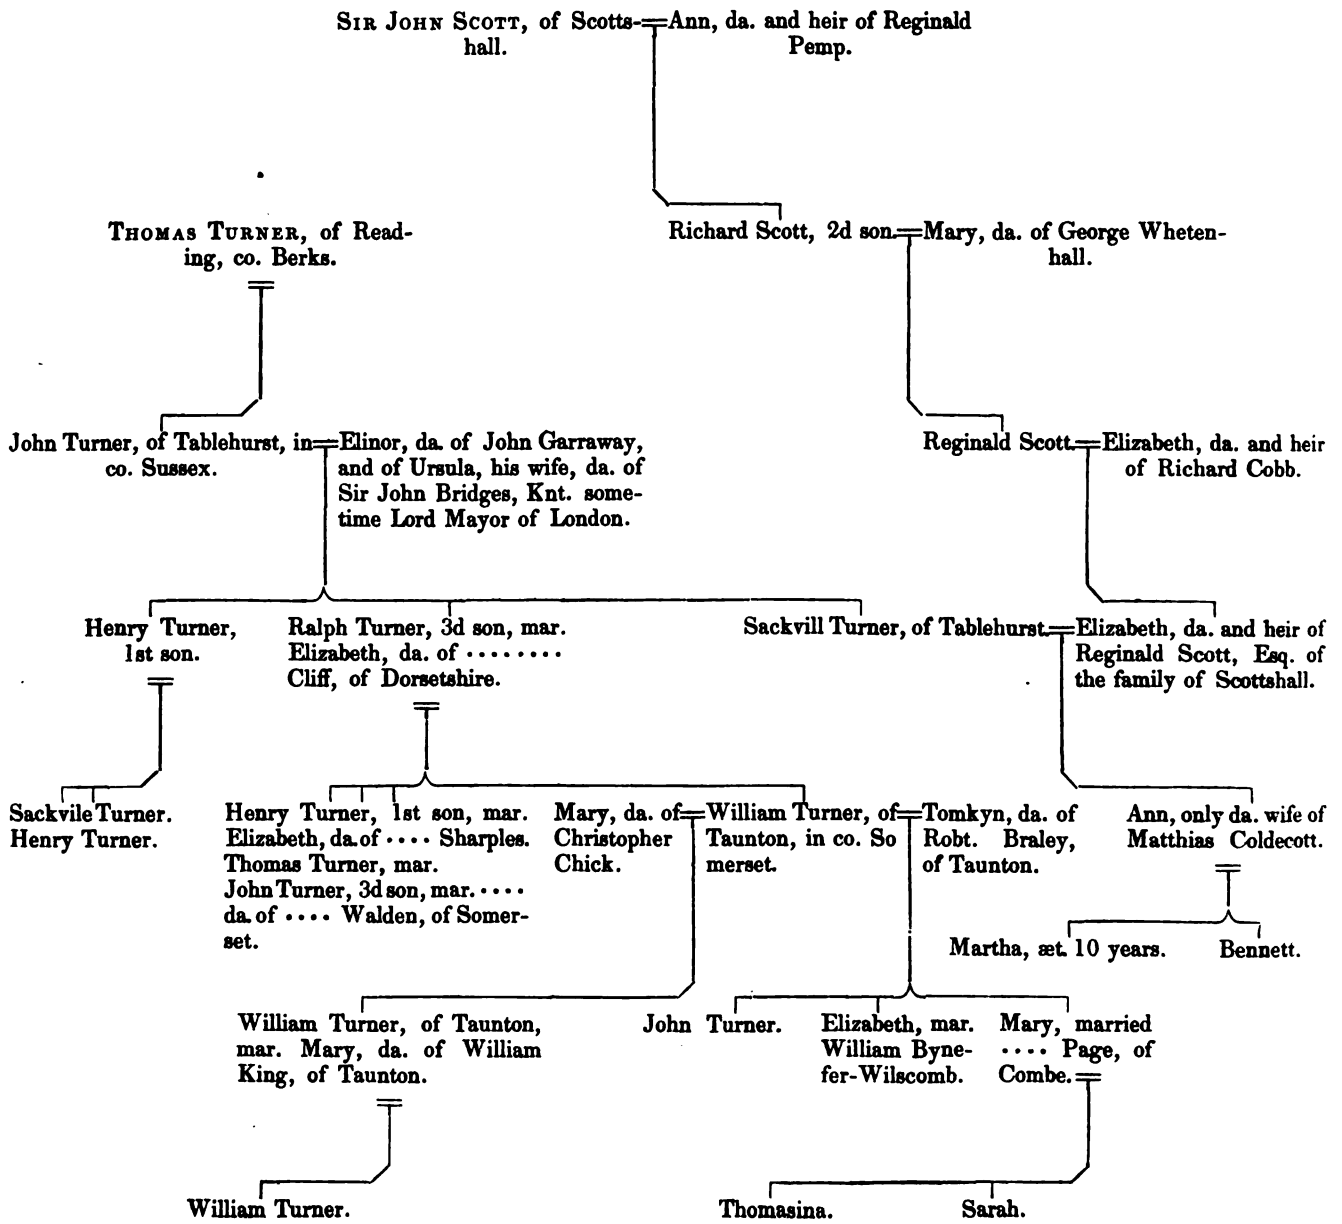 SIR JOHN SCOTT, of Scotts-
hall.
Ann, da. and heir of Reginald
Pemp.
THOMAS TURNER, of Read-
ing, co. Berks.
Richard Scott, 2d son.
Mary, da. of George Wheten-
hall.
John Turner, of Tablehurst, in
co. Sussex.
Elinor, da. of John Garraway,
and of Ursula, his wife, da. of
Sir John Bridges, Knt. some-
time Lord Mayor of London.
Reginald Scott.
Elizabeth, da. and heir
of Richard Cobb.
Henry Turner,
1st son.
Ralph Turner, 3d son, mar.
Elizabeth, da. of ········
Cliff, of Dorsetshire.
Sackvill Turner, of Tablehurst.
Elizabeth, da. and heir of
Reginald Scott, Esq. of
the family of Scottshall.
Sackvile Turner.
Henry Turner.
Henry Turner, 1st son, mar.
Elizabeth, da. of ···· Sharples.
Thomas Turner, mar.
John Turner, 3d son, mar. ····
da. of ···· Walden, of Somer-
set.
Mary, da. of
Christopher
Chick.
William Turner, of
Taunton, in co. So
merset.
Tomkyn, da. of
Robt. Braley,
of Taunton.
Ann, only da. wife of
Matthias Coldecott.
Martha, æt. 10 years.
Bennett.
William Turner, of Taunton,
mar. Mary, da. of William
King, of Taunton.
John Turner.
Elizabeth, mar.
William Byne-
fer-Wilscomb.
Mary, married
···· Page, of
Combe.
William Turner.
Thomasina.
Sarah.